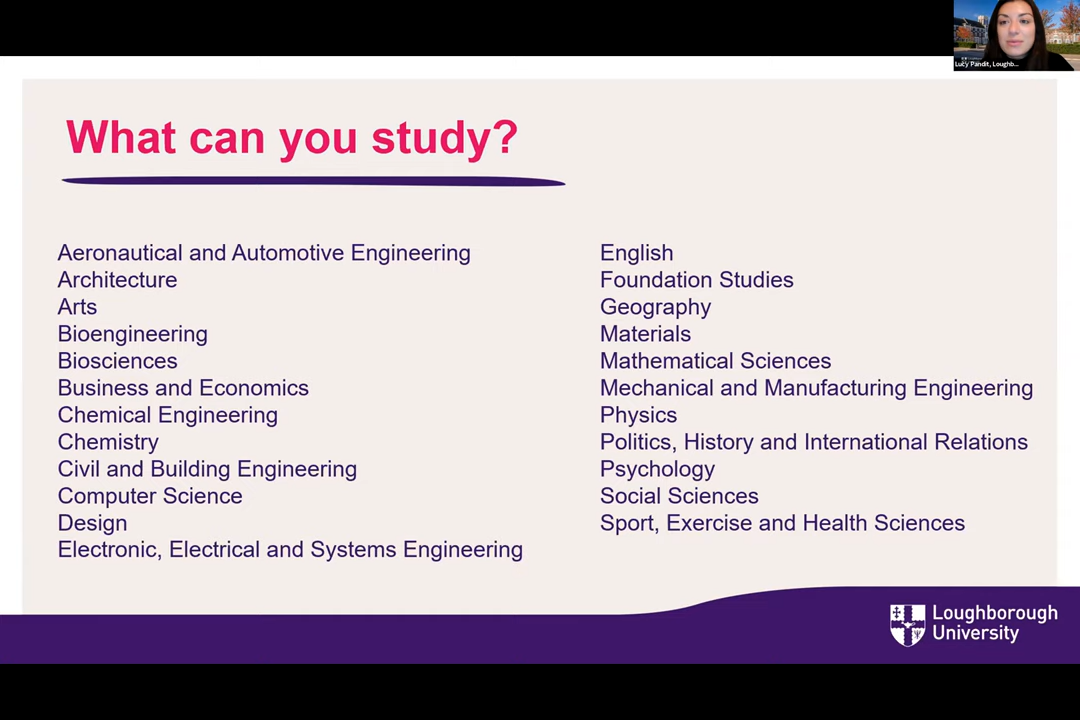 Lucy Pandit, Loughb...
What can you study?
Aeronautical and Automotive Engineering
Architecture
Arts
Bioengineering
Biosciences
Business and Economics
Chemical Engineering
Chemistry
Civil and Building Engineering
Computer Science
Design
Electronic, Electrical and Systems Engineering
English
Foundation Studies
Geography
Materials
Mathematical Sciences
Mechanical and Manufacturing Engineering
Physics
Politics, History and International Relations
Psychology
Social Sciences
Sport, Exercise and Health Sciences
Loughborough
University